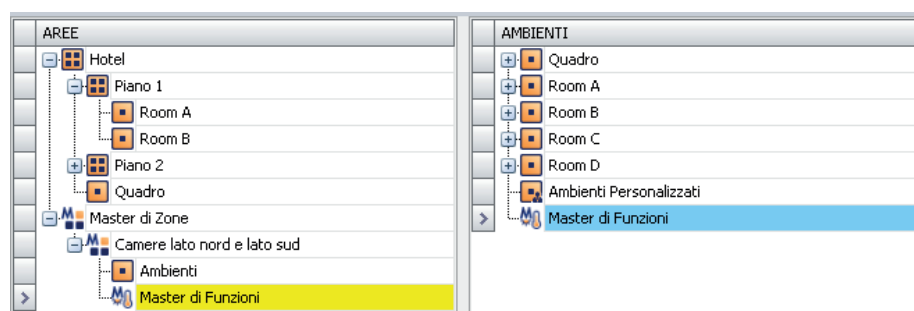 AREE
Hotel
Piano 1
Room A
Room B
Piano 2
Quadro
Master di Zone
Camere lato nord e lato sud
Ambienti
Master di Funzioni
AMBIENTI
Quadro
Room A
Room B
Room C
Room D
Ambienti Personalizzati
Master di Funzioni